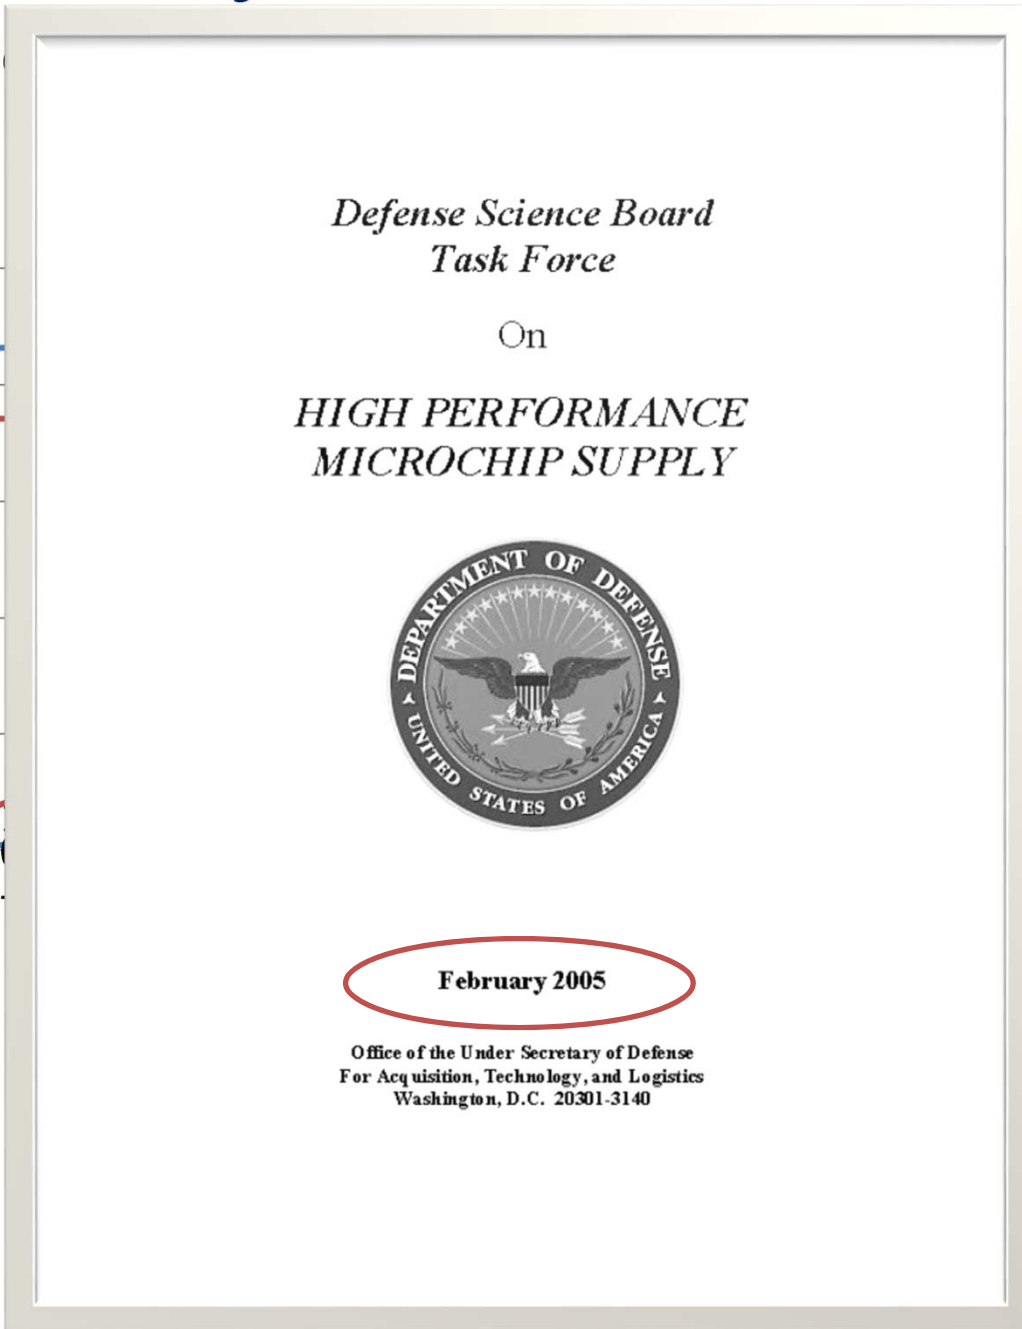 Defense Science Board
Task Force
On
HIGH PERFORMANCE
MICROCHIP SUPPLY
DEPARTMENT OF DEFENSE
UNITED STATES OF AMERICA
February 2005
Office of the Under Secretary of Defense
For Acquisition, Technology, and Logistics
Washington, D.C. 20301-3140